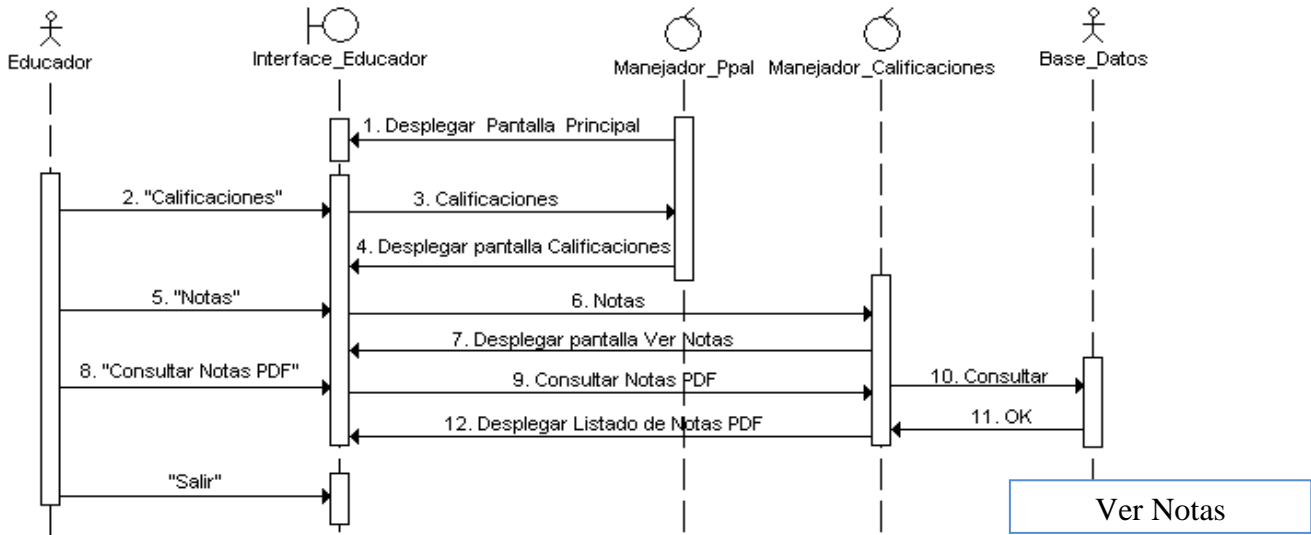 Educador
Interface_Educador
Manejador_Ppal
Manejador_Calificaciones
Base_Datos
1. Desplegar Pantalla Principal
2. "Calificaciones"
3. Calificaciones
4. Desplegar pantalla Calificaciones
5. "Notas"
6. Notas
7. Desplegar pantalla Ver Notas
8. "Consultar Notas PDF"
9. Consultar Notas PDF
10. Consultar
11. OK
12. Desplegar Listado de Notas PDF
"Salir"
Ver Notas